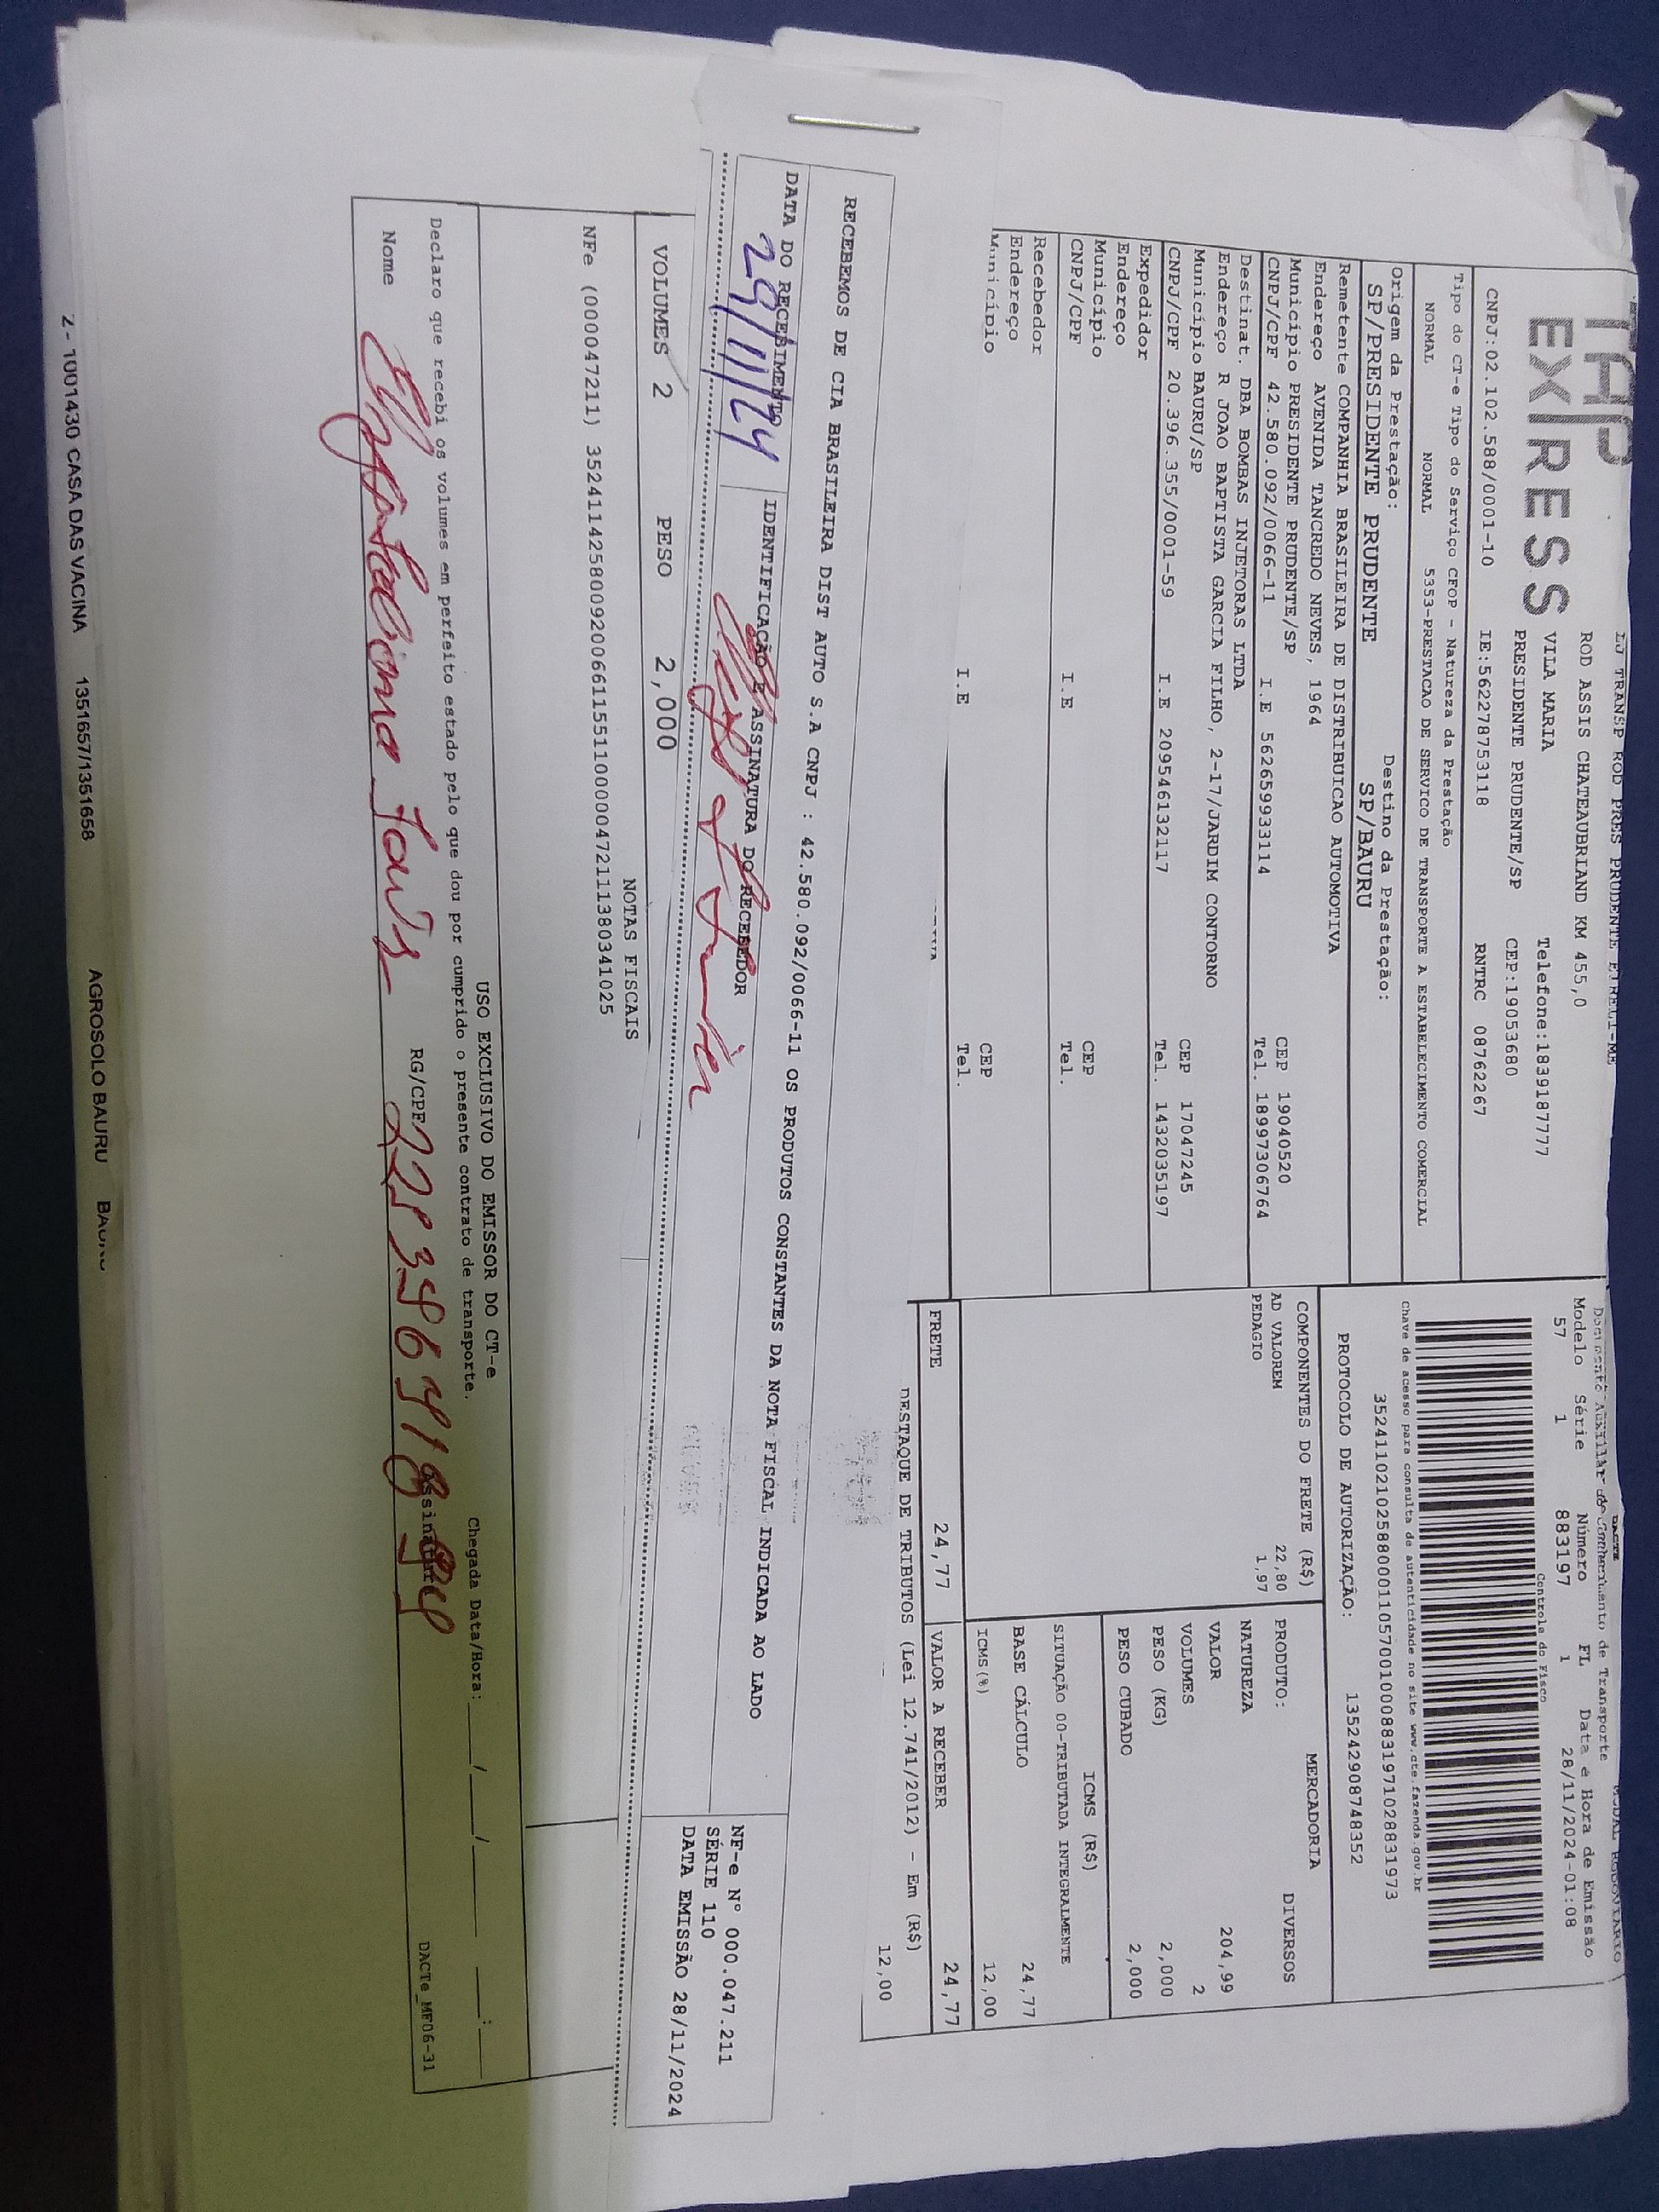 TAP
EXPRESS
LJ TRANSP ROD PRES PRUDENTE EIRELI-ME
ROD ASSIS CHATEAUBRIAND KM 455,0
VILA MARIA Telefone:1839187777
PRESIDENTE PRUDENTE/SP CEP:19053680
CNPJ:02.102.588/0001-10 IE:562278753118 RNTRC 08762267
Tipo do CT-e Tipo do Serviço CFOP - Natureza da Prestação
NORMAL NORMAL 5353-PRESTACAO DE SERVICO DE TRANSPORTE A ESTABELECIMENTO COMERCIAL
Origem da Prestação: Destino da Prestação:
SP/PRESIDENTE PRUDENTE SP/BAURU
Remetente COMPANHIA BRASILEIRA DE DISTRIBUICAO AUTOMOTIVA
Endereço AVENIDA TANCREDO NEVES, 1964
Município PRESIDENTE PRUDENTE/SP CEP 19040520
CNPJ/CPF 42.580.092/0066-11 I.E 562659933114 Tel. 18997306764
Destinat. DBA BOMBAS INJETORAS LTDA
Endereço R JOAO BAPTISTA GARCIA FILHO, 2-17/JARDIM CONTORNO
Município BAURU/SP CEP 17047245
CNPJ/CPF 20.396.355/0001-59 I.E 209546132117 Tel. 1432035197
Expedidor
Endereço
Município CEP
CNPJ/CPF I.E Tel.
Recebedor
Endereço
Município CEP
I.E Tel.
DACTE
Documento Auxiliar do Conhecimento de Transporte
MODAL RODOVIARIO
Modelo Série Número FL Data e Hora de Emissão
57 1 883197 1 28/11/2024-01:08
Controle do Fisco
Chave de acesso para consulta de autenticidade no site www.cte.fazenda.gov.br
35241102102588000110570010008831971028831973
PROTOCOLO DE AUTORIZAÇÃO: 135242908748352
COMPONENTES DO FRETE (R$)
AD VALOREM 22,80
PEDAGIO 1,97
MERCADORIA
PRODUTO: DIVERSOS
NATUREZA
VALOR 204,99
VOLUMES 2
PESO (KG) 2,000
PESO CUBADO 2,000
ICMS (R$)
SITUAÇÃO 00-TRIBUTADA INTEGRALMENTE
BASE CÁLCULO 24,77
ICMS(%) 12,00
FRETE 24,77 VALOR A RECEBER 24,77
DESTAQUE DE TRIBUTOS (Lei 12.741/2012) - Em (R$)
12,00
RECEBEMOS DE CIA BRASILEIRA DIST AUTO S.A CNPJ : 42.580.092/0066-11 OS PRODUTOS CONSTANTES DA NOTA FISCAL INDICADA AO LADO
DATA DO RECEBIMENTO IDENTIFICAÇÃO E ASSINATURA DO RECEBEDOR
29/11/24
NF-e Nº 000.047.211
SÉRIE 110
DATA EMISSÃO 28/11/2024
VOLUMES 2 PESO 2,000
NOTAS FISCAIS
NFe (000047211) 35241142580092006611551100000472111380341025
USO EXCLUSIVO DO EMISSOR DO CT-e
Declaro que recebi os volumes em perfeito estado pelo que dou por cumprido o presente contrato de transporte.
Chegada Data/Hora: __/__/__ __:__
Nome RG/CPF Assinatur
DACTe_MF06-31
2 - 1001430 CASA DAS VACINA 1351657/1351658 AGROSOLO BAURU BAURU